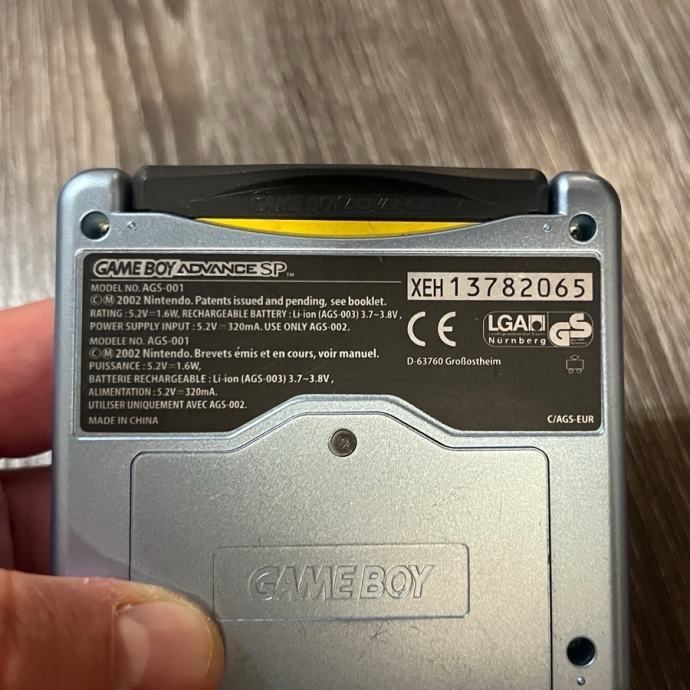 GAME BOY ADVANCE
GAME BOY ADVANCE SP™
MODEL NO. AGS-001
©Ⓜ 2002 Nintendo. Patents issued and pending, see booklet.
RATING : 5.2V⎓1.6W, RECHARGEABLE BATTERY : Li-ion (AGS-003) 3.7~3.8V,
POWER SUPPLY INPUT : 5.2V⎓320mA. USE ONLY AGS-002.
MODELE NO. AGS-001
©Ⓜ 2002 Nintendo. Brevets émis et en cours, voir manuel.
PUISSANCE : 5.2V⎓1.6W,
BATTERIE RECHARGEABLE : Li-ion (AGS-003) 3.7~3.8V,
ALIMENTATION : 5.2V⎓320mA.
UTILISER UNIQUEMENT AVEC AGS-002.
MADE IN CHINA
XEH13782065
CE
LGA
Nürnberg
GS
D-63760 Großostheim
C/AGS-EUR
GAME BOY